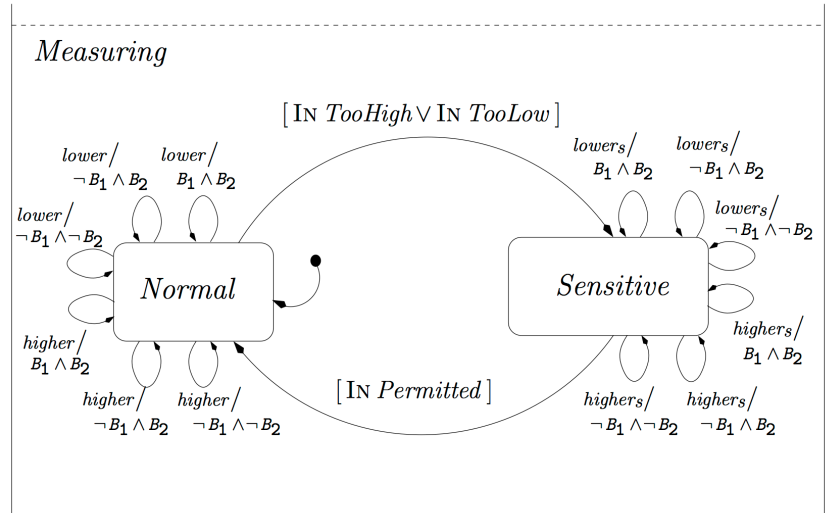 Measuring
[ IN TooHigh ∨ IN TooLow ]
lower/
¬ B₁ ∧ B₂
lower/
B₁ ∧ B₂
lower/
¬ B₁ ∧ ¬ B₂
Normal
higher/
B₁ ∧ B₂
higher/
¬ B₁ ∧ B₂
higher/
¬ B₁ ∧ ¬ B₂
[ IN Permitted ]
lowerₛ/
B₁ ∧ B₂
lowerₛ/
¬ B₁ ∧ B₂
lowerₛ/
¬ B₁ ∧ ¬ B₂
Sensitive
higherₛ/
B₁ ∧ B₂
higherₛ/
¬ B₁ ∧ ¬ B₂
higherₛ/
¬ B₁ ∧ B₂